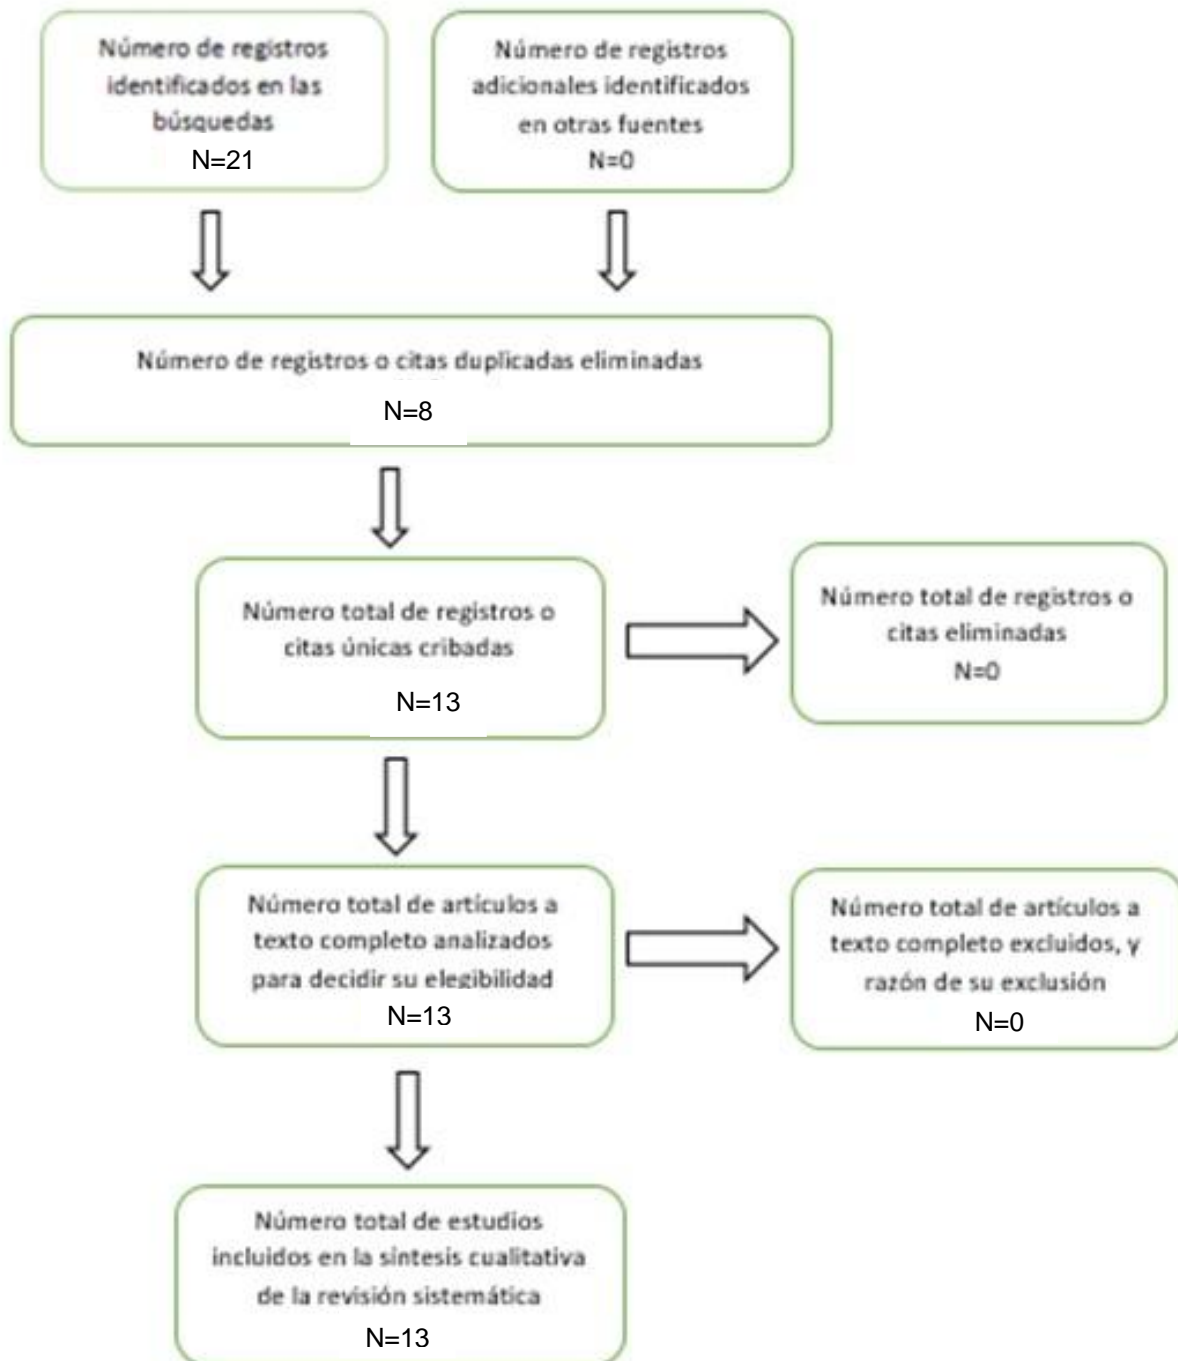 Número de registros
identificados en las
búsquedas
N=21
Número de registros
adicionales identificados
en otras fuentes
N=0
Número de registros o citas duplicadas eliminadas
N=8
Número total de registros o
citas únicas cribadas
N=13
Número total de registros o
citas eliminadas
N=0
Número total de artículos a
texto completo analizados
para decidir su elegibilidad
N=13
Número total de artículos a
texto completo excluidos, y
razón de su exclusión
N=0
Número total de estudios
incluidos en la síntesis cualitativa
de la revisión sistemática
N=13